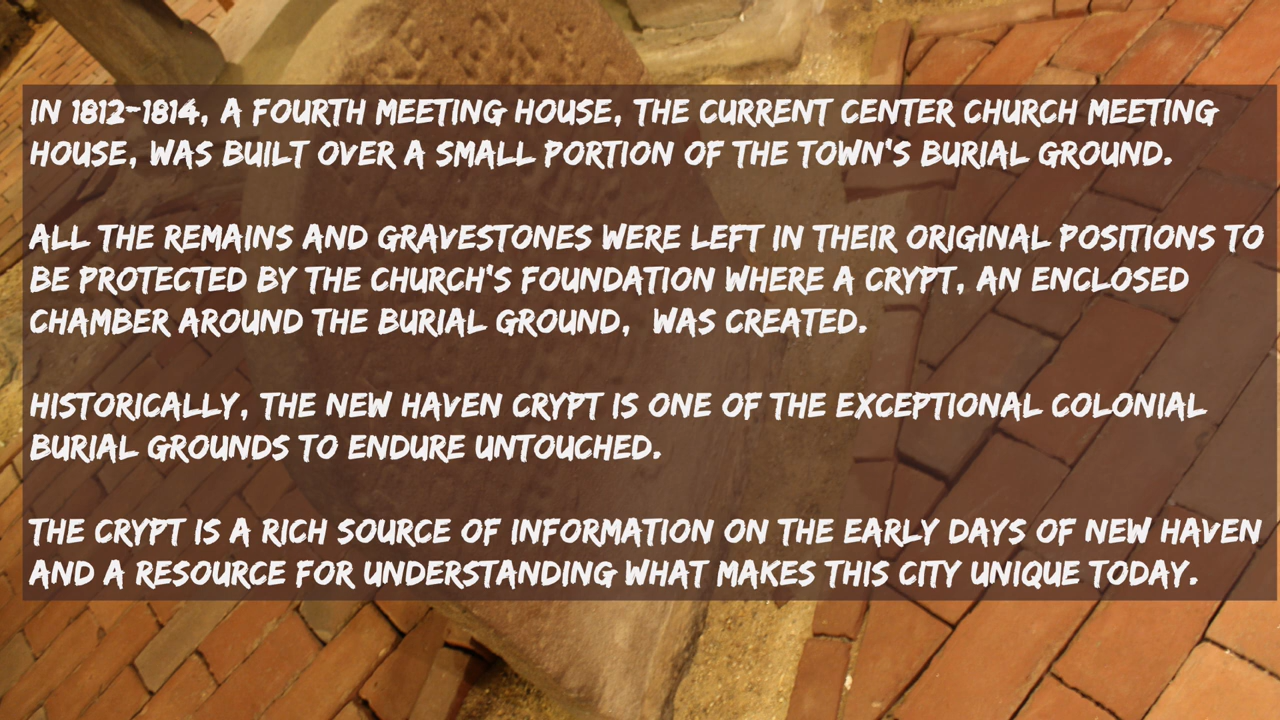 IN 1812-1814, A FOURTH MEETING HOUSE, THE CURRENT CENTER CHURCH MEETING
HOUSE, WAS BUILT OVER A SMALL PORTION OF THE TOWN'S BURIAL GROUND.
ALL THE REMAINS AND GRAVESTONES WERE LEFT IN THEIR ORIGINAL POSITIONS TO
BE PROTECTED BY THE CHURCH'S FOUNDATION WHERE A CRYPT, AN ENCLOSED
CHAMBER AROUND THE BURIAL GROUND,  WAS CREATED.
HISTORICALLY, THE NEW HAVEN CRYPT IS ONE OF THE EXCEPTIONAL COLONIAL
BURIAL GROUNDS TO ENDURE UNTOUCHED.
THE CRYPT IS A RICH SOURCE OF INFORMATION ON THE EARLY DAYS OF NEW HAVEN
AND A RESOURCE FOR UNDERSTANDING WHAT MAKES THIS CITY UNIQUE TODAY.